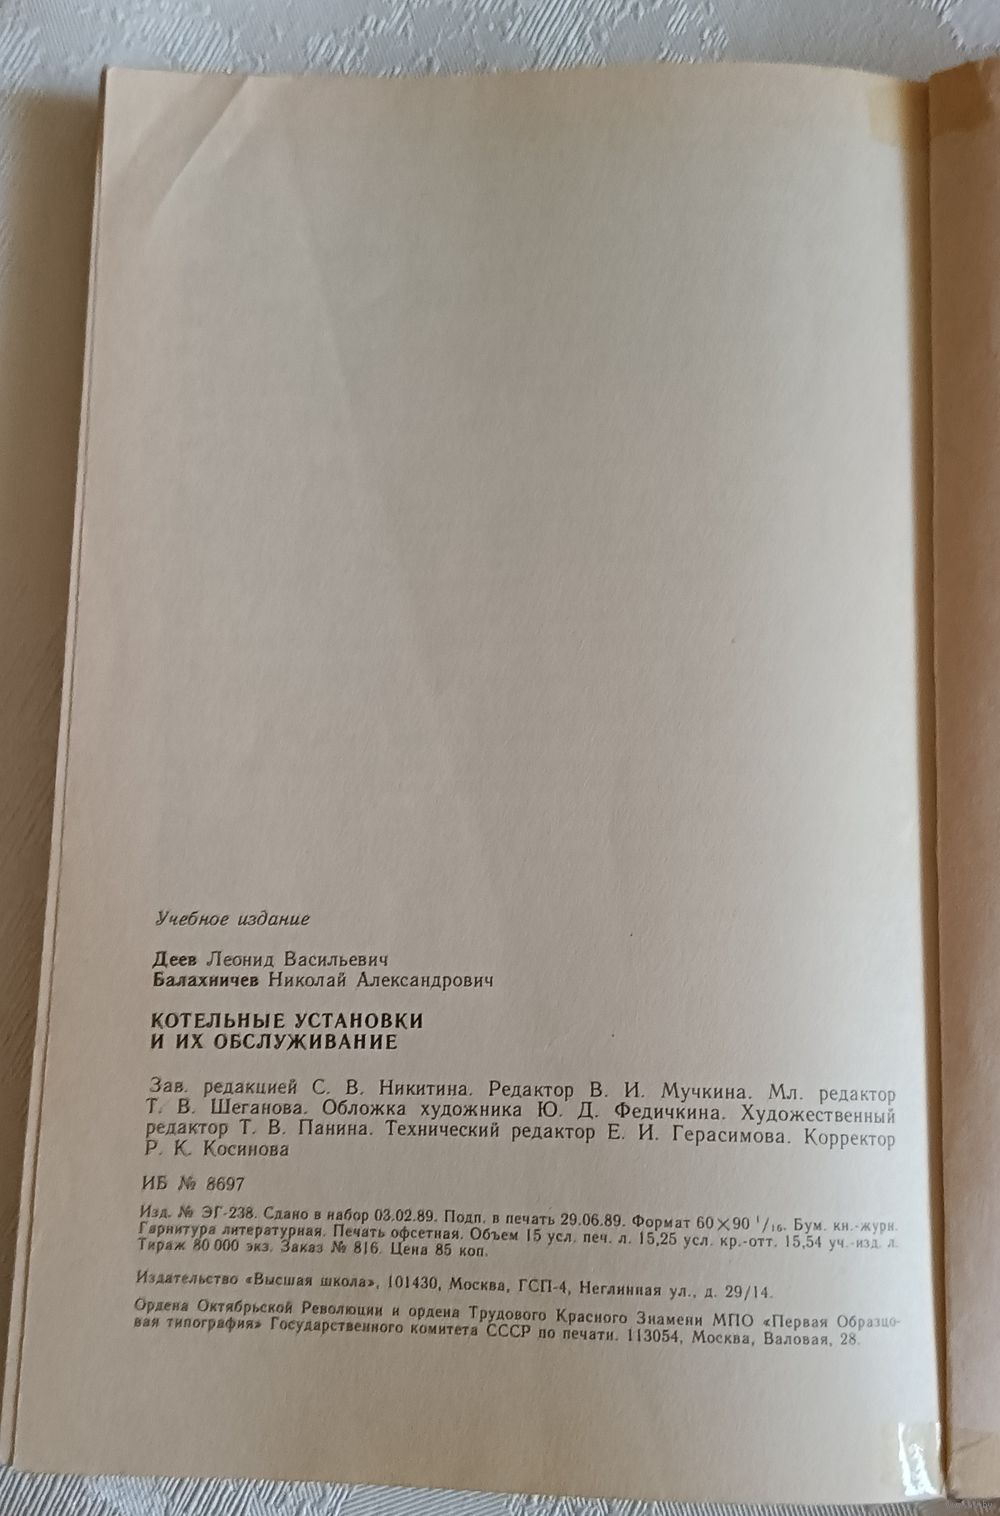 Учебное издание
Деев Леонид Васильевич
Балахничев Николай Александрович
КОТЕЛЬНЫЕ УСТАНОВКИ
И ИХ ОБСЛУЖИВАНИЕ
Зав. редакцией С. В. Никитина. Редактор В. И. Мучкина. Мл. редактор
Т. В. Шеганова. Обложка художника Ю. Д. Федичкина. Художественный
редактор Т. В. Панина. Технический редактор Е. И. Герасимова. Корректор
Р. К. Косинова
ИБ № 8697
Изд. № ЭГ-238. Сдано в набор 03.02.89. Подп. в печать 29.06.89. Формат 60×90 1/16. Бум. кн.-журн.
Гарнитура литературная. Печать офсетная. Объем 15 усл. печ. л. 15,25 усл. кр.-отт. 15,54 уч.-изд. л.
Тираж 80 000 экз. Заказ № 816. Цена 85 коп.
Издательство «Высшая школа», 101430, Москва, ГСП-4, Неглинная ул., д. 29/14.
Ордена Октябрьской Революции и ордена Трудового Красного Знамени МПО «Первая Образцо-
вая типография» Государственного комитета СССР по печати. 113054, Москва, Валовая, 28.